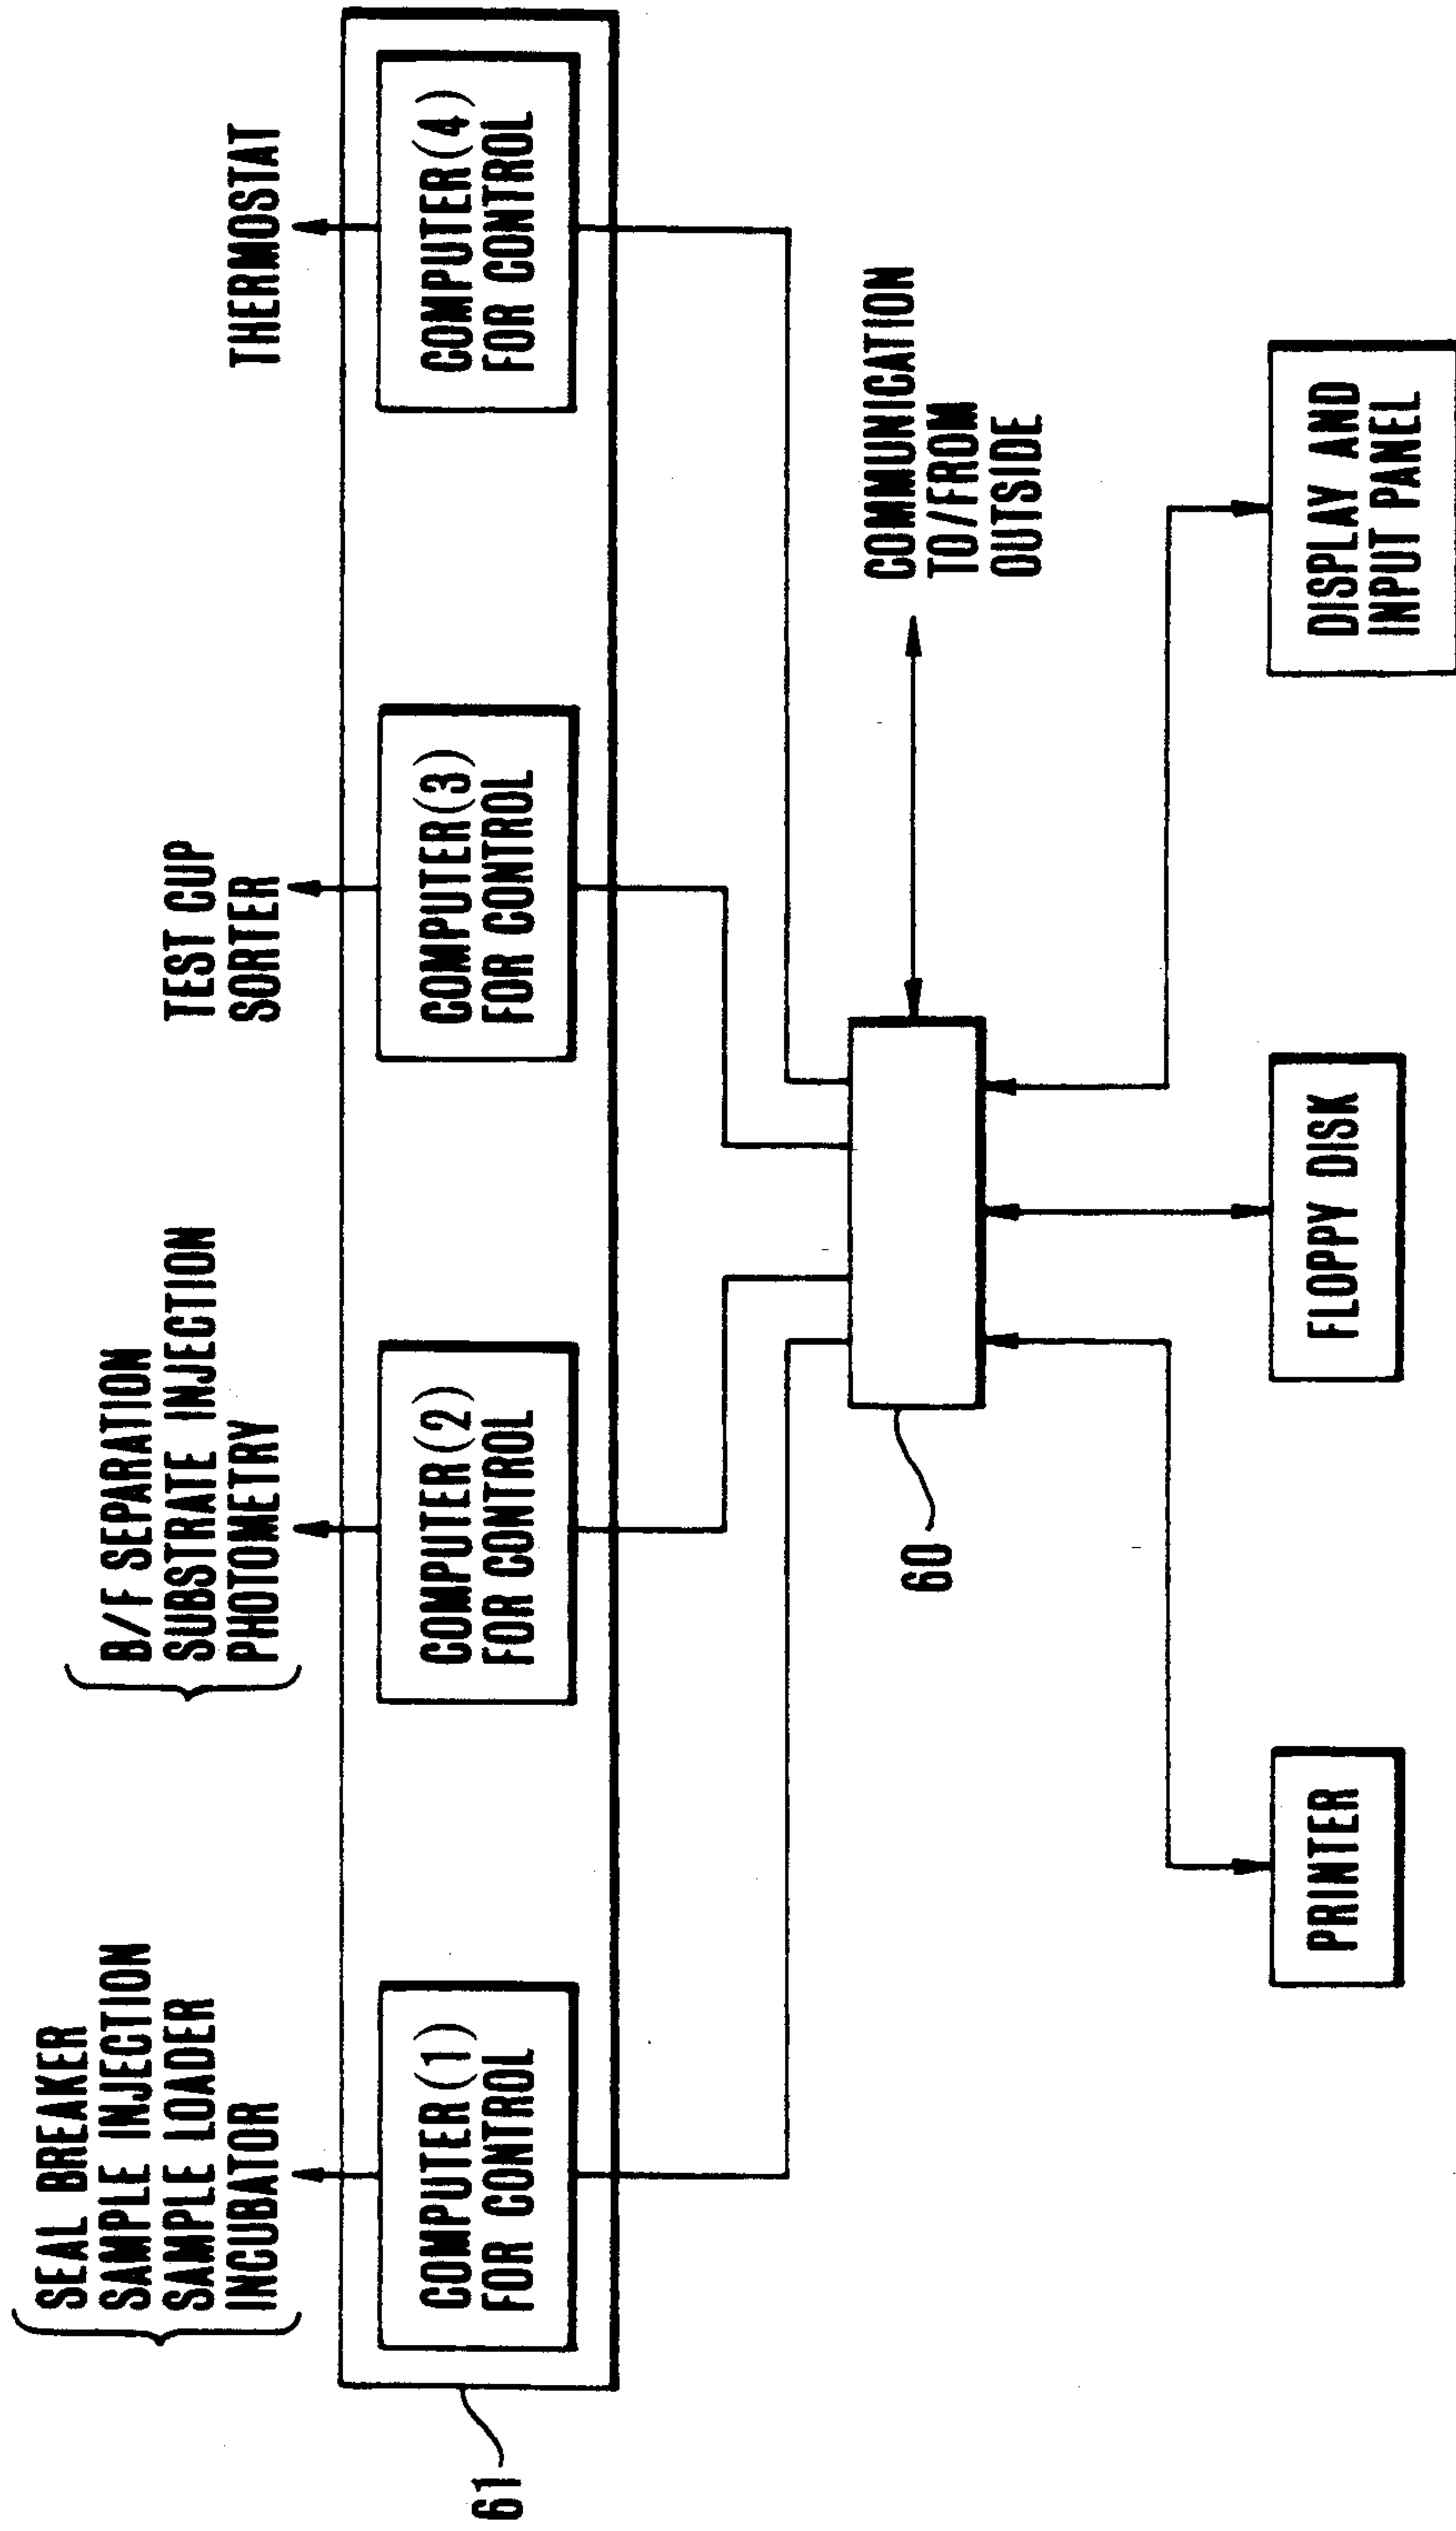 SEAL BREAKER
SAMPLE INJECTION
SAMPLE LOADER
INCUBATOR
B/F SEPARATION
SUBSTRATE INJECTION
PHOTOMETRY
TEST CUP
SORTER
THERMOSTAT
61
COMPUTER(1)
FOR CONTROL
COMPUTER(2)
FOR CONTROL
COMPUTER(3)
FOR CONTROL
COMPUTER(4)
FOR CONTROL
COMMUNICATION
TO/FROM
OUTSIDE
60
PRINTER
FLOPPY DISK
DISPLAY AND
INPUT PANEL